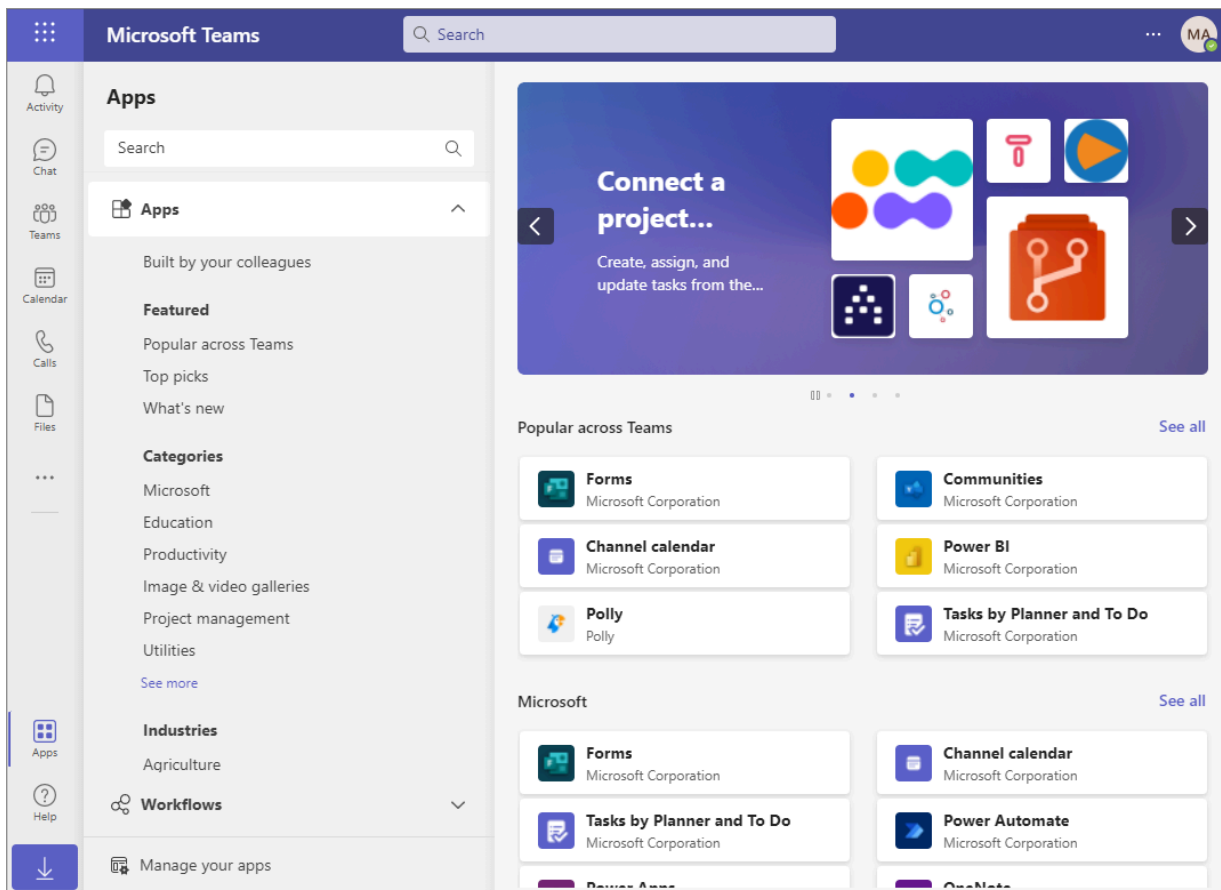 Microsoft Teams
Search
MA
Activity
Chat
Teams
Calendar
Calls
Files
Apps
Help
Apps
Search
Apps
Built by your colleagues
Featured
Popular across Teams
Top picks
What's new
Categories
Microsoft
Education
Productivity
Image & video galleries
Project management
Utilities
See more
Industries
Agriculture
Workflows
Manage your apps
Connect a
project...
Create, assign, and
update tasks from the...
Popular across Teams
See all
Forms
Microsoft Corporation
Communities
Microsoft Corporation
Channel calendar
Microsoft Corporation
Power BI
Microsoft Corporation
Polly
Polly
Tasks by Planner and To Do
Microsoft Corporation
Microsoft
See all
Forms
Microsoft Corporation
Channel calendar
Microsoft Corporation
Tasks by Planner and To Do
Microsoft Corporation
Power Automate
Microsoft Corporation
Power Apps
OneNote